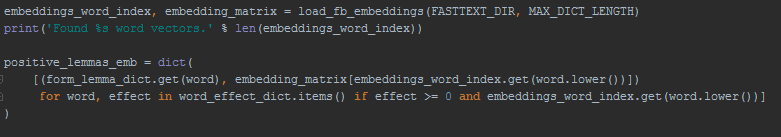 embeddings_word_index, embedding_matrix = load_fb_embeddings(FASTTEXT_DIR, MAX_DICT_LENGTH)
print('Found %s word vectors.' % len(embeddings_word_index))
positive_lemmas_emb = dict(
[(form_lemma_dict.get(word), embedding_matrix[embeddings_word_index.get(word.lower())])
for word, effect in word_effect_dict.items() if effect >= 0 and embeddings_word_index.get(word.lower())]
)